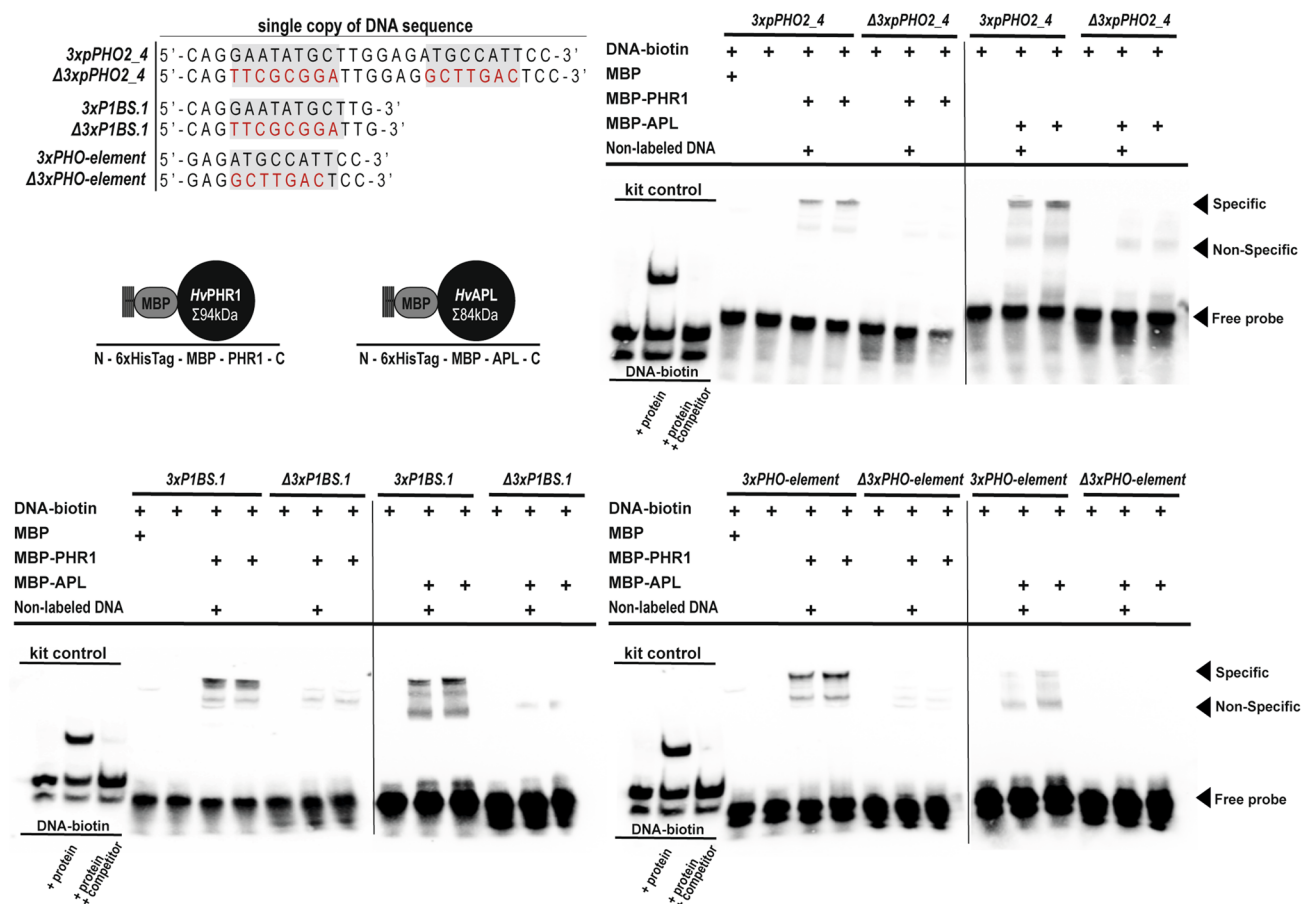 single copy of DNA sequence
3xpPHO2_4 5'-CAGGAATATGCTTGGAGATGCCATTCC-3'
Δ3xpPHO2_4 5'-CAGTTCGCGGATTGGAGGCTTGACTCC-3'
3xP1BS.1 5'-CAGGAATATGCTTG-3'
Δ3xP1BS.1 5'-CAGTTCGCGGATTG-3'
3xPHO-element 5'-GAGATGCCATTCC-3'
Δ3xPHO-element 5'-GAGGCTTGACTCC-3'
MBP HvPHR1 Σ94kDa
N - 6xHisTag - MBP - PHR1 - C
MBP HvAPL Σ84kDa
N - 6xHisTag - MBP - APL - C
3xpPHO2_4 Δ3xpPHO2_4 3xpPHO2_4 Δ3xpPHO2_4
DNA-biotin + + + + + + + + + + + + +
MBP +
MBP-PHR1 + + + +
MBP-APL + + + +
Non-labeled DNA + + + +
kit control
Specific
Non-Specific
Free probe
DNA-biotin
+ protein
+ protein
+ competitor
3xP1BS.1 Δ3xP1BS.1 3xP1BS.1 Δ3xP1BS.1
DNA-biotin + + + + + + + + + + + + +
MBP +
MBP-PHR1 + + + +
MBP-APL + + + +
Non-labeled DNA + + + +
kit control
DNA-biotin
+ protein
+ protein
+ competitor
3xPHO-element Δ3xPHO-element 3xPHO-element Δ3xPHO-element
DNA-biotin + + + + + + + + + + + + +
MBP +
MBP-PHR1 + + + +
MBP-APL + + + +
Non-labeled DNA + + + +
kit control
Specific
Non-Specific
Free probe
DNA-biotin
+ protein
+ protein
+ competitor